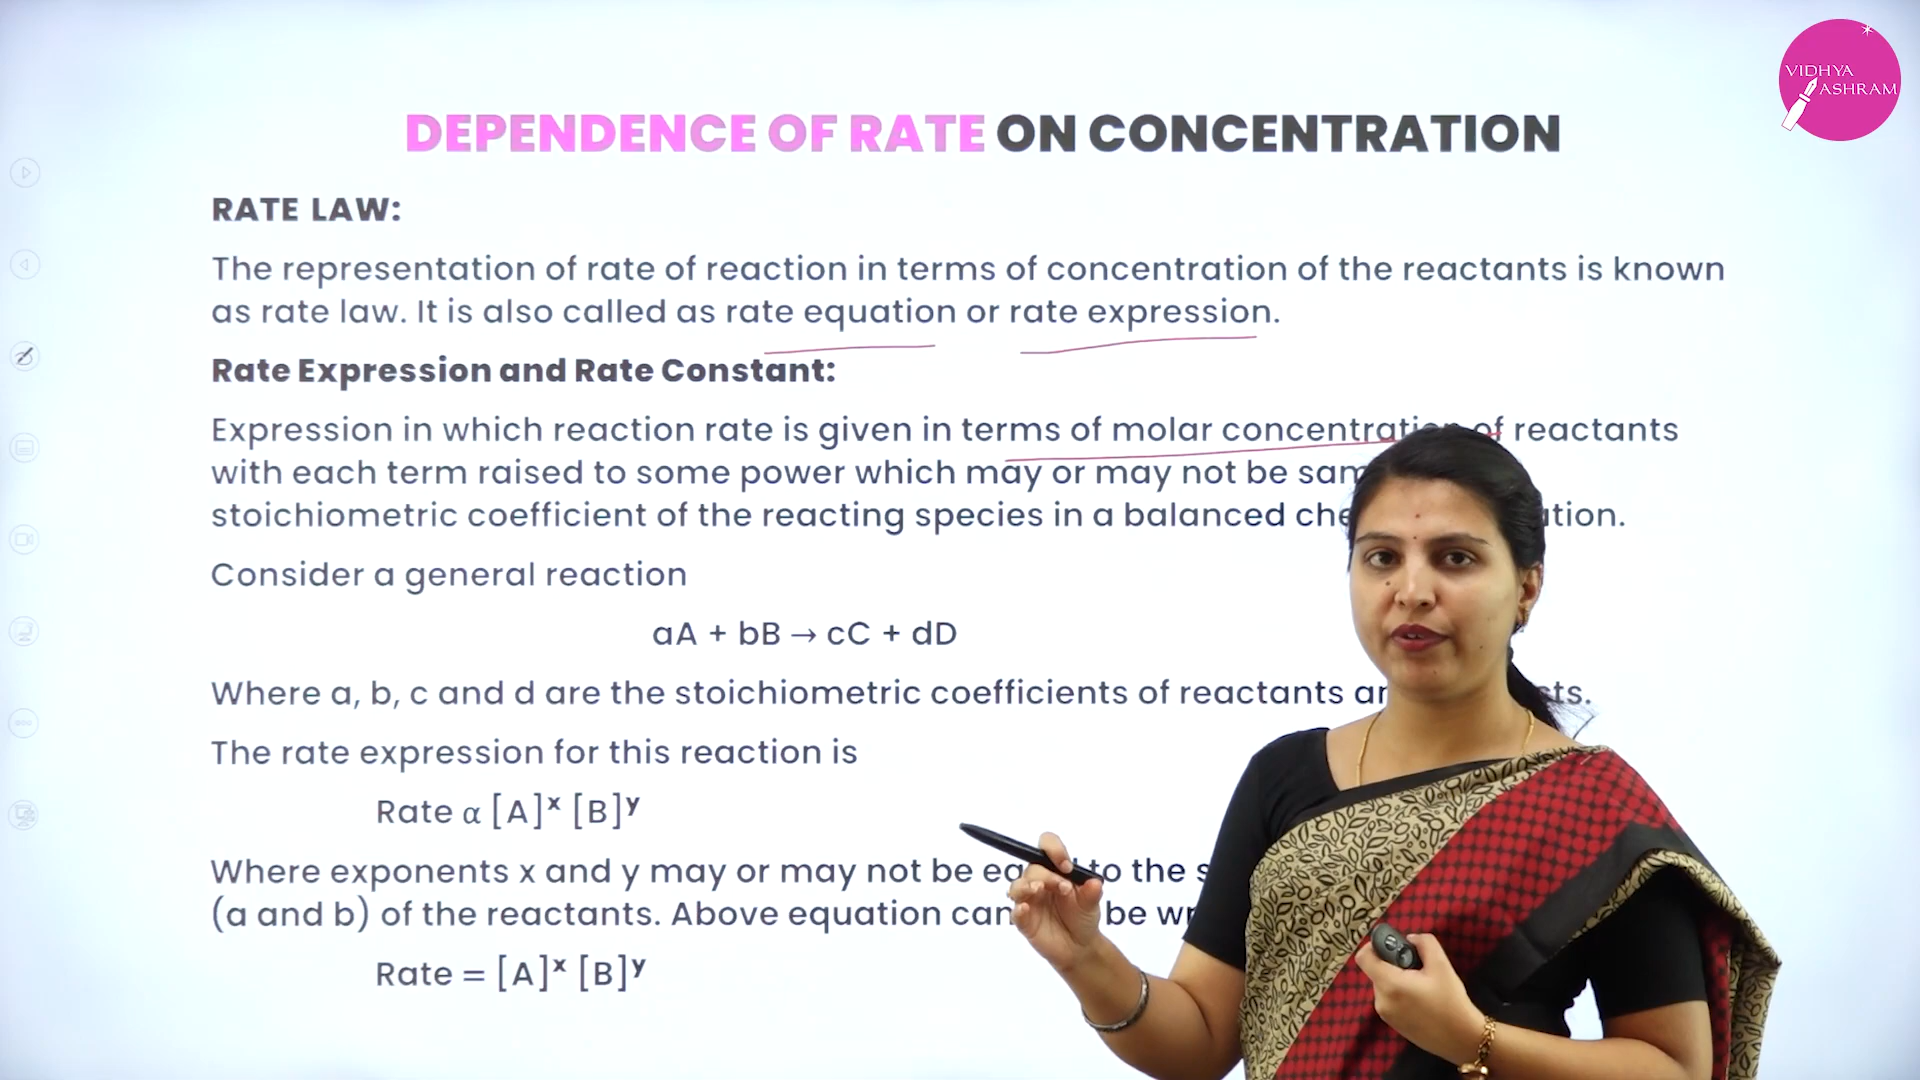 VIDHYA
ASHRAM
DEPENDENCE OF RATE ON CONCENTRATION
RATE LAW:
The representation of rate of reaction in terms of concentration of the reactants is known
as rate law. It is also called as rate equation or rate expression.
Rate Expression and Rate Constant:
Expression in which reaction rate is given in terms of molar concentration of reactants
with each term raised to some power which may or may not be
stoichiometric coefficient of the reacting species in a balanced
Consider a general reaction
aA + bB → cC + dD
Where a, b, c and d are the stoichiometric coefficients of reactants
The rate expression for this reaction is
Rate α [A]ˣ [B]ʸ
Where exponents x and y may or may not be to the
(a and b) of the reactants. Above equation can be
Rate = [A]ˣ [B]ʸ